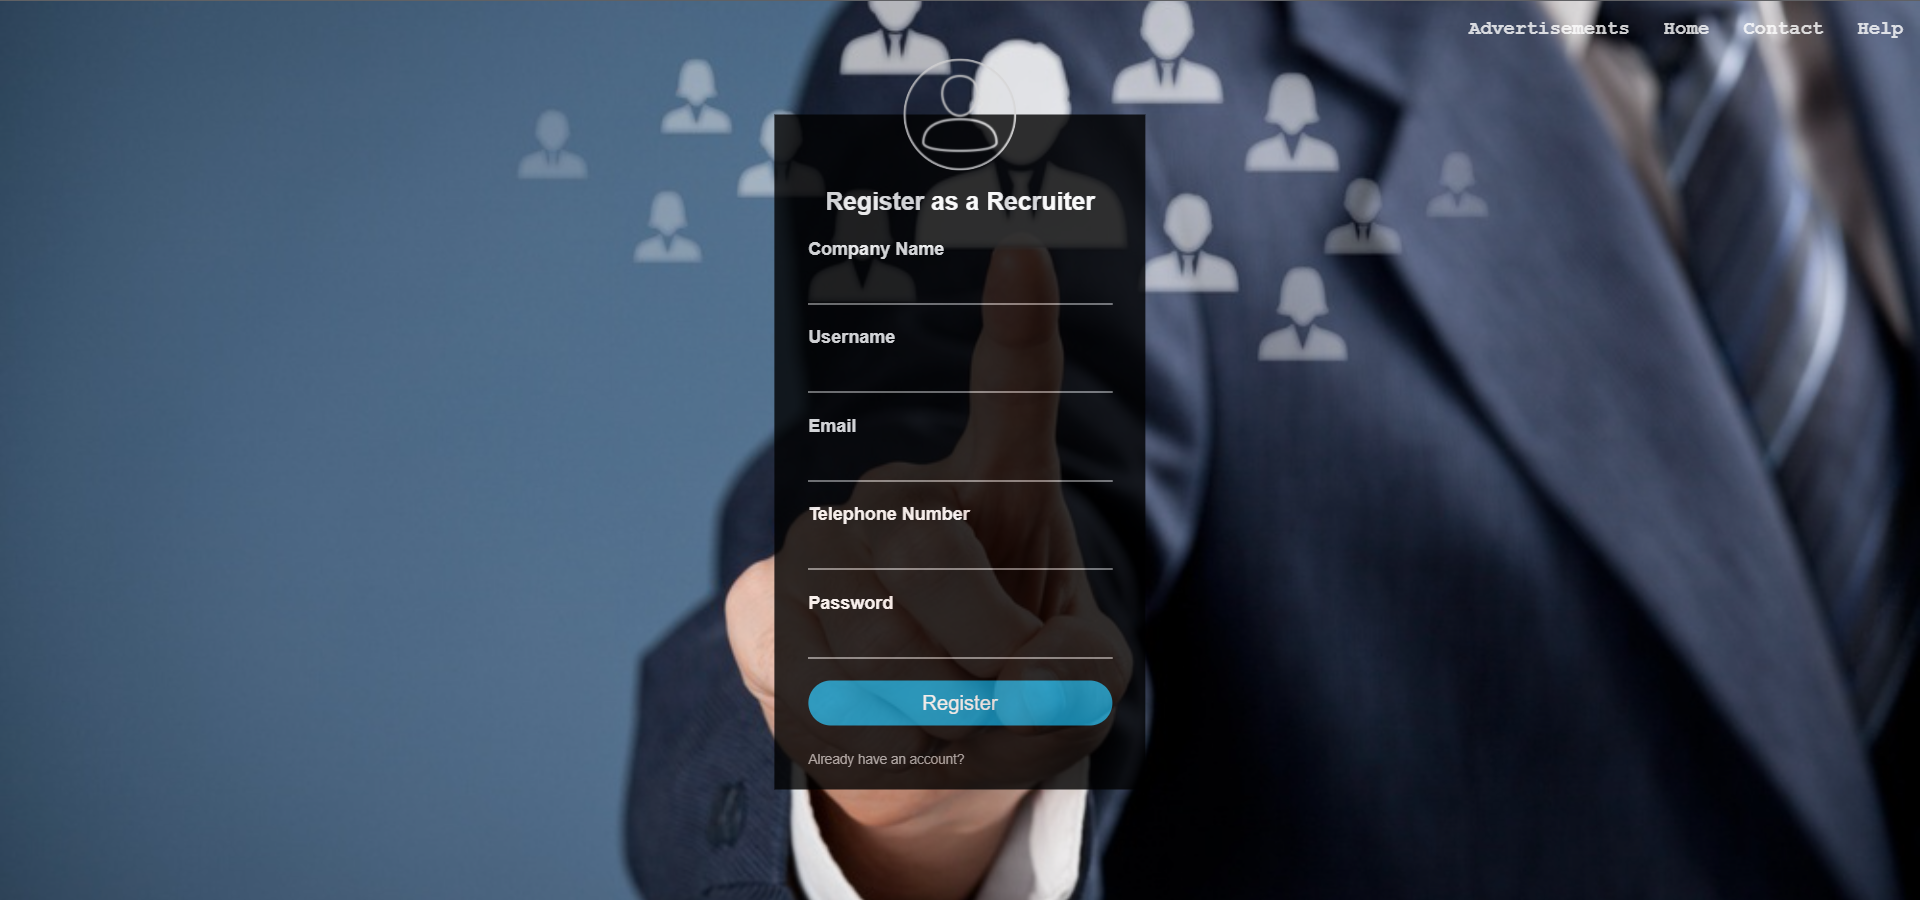 Advertisements Home Contact Help
Register as a Recruiter
Company Name
Username
Email
Telephone Number
Password
Register
Already have an account?